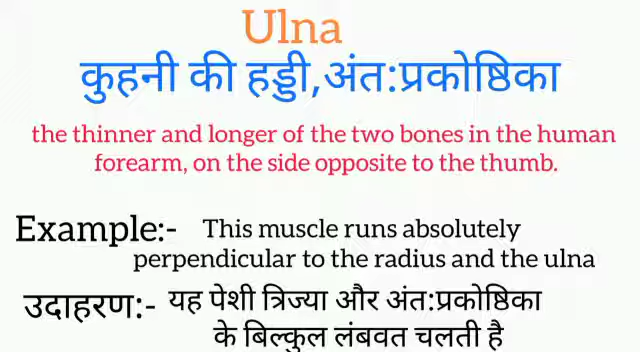 Ulna
कुहनी की हड्डी,अंत:प्रकोष्ठिका
the thinner and longer of the two bones in the human
forearm, on the side opposite to the thumb.
Example:- This muscle runs absolutely
perpendicular to the radius and the ulna
उदाहरण:- यह पेशी त्रिज्या और अंत:प्रकोष्ठिका
के बिल्कुल लंबवत चलती है